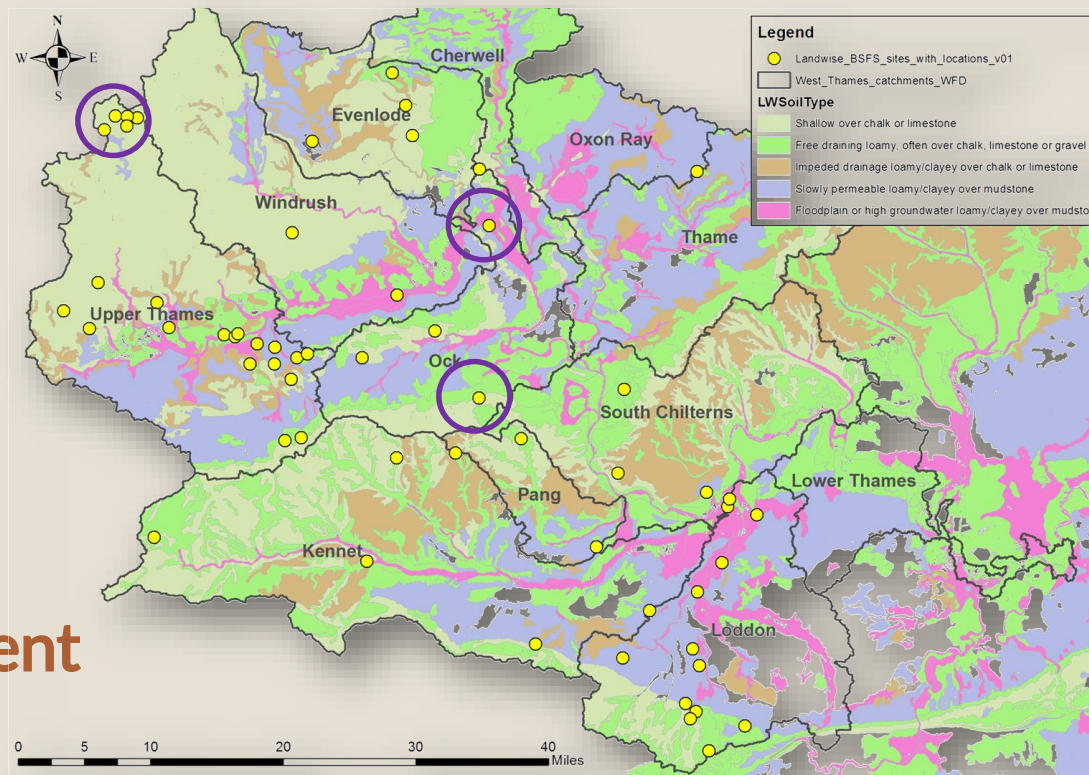 N
W E
S
Legend
Landwise_BSFS_sites_with_locations_v01
West_Thames_catchments_WFD
LWSoilType
Shallow over chalk or limestone
Free draining loamy, often over chalk, limestone or gravel
Impeded drainage loamy/clayey over chalk or limestone
Slowly permeable loamy/clayey over mudstone
Floodplain or high groundwater loamy/clayey over mudsto
Cherwell
Evenlode
Oxon Ray
Windrush
Thame
Upper Thames
Ock
South Chilterns
Lower Thames
Pang
Kennet
Loddon
ent
0 5 10 20 30 40
Miles